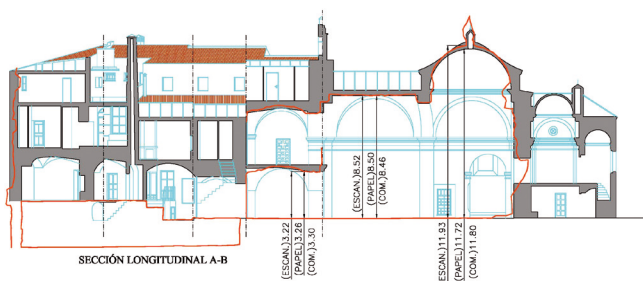 (ESCAN.)3.22
(PAPEL)3.26
(COM.)3.30
(ESCAN.)8.52
(PAPEL)8.50
(COM.)8.46
(ESCAN.)11.93
(PAPEL)11.72
(COM.)11.80
SECCIÓN LONGITUDINAL A-B